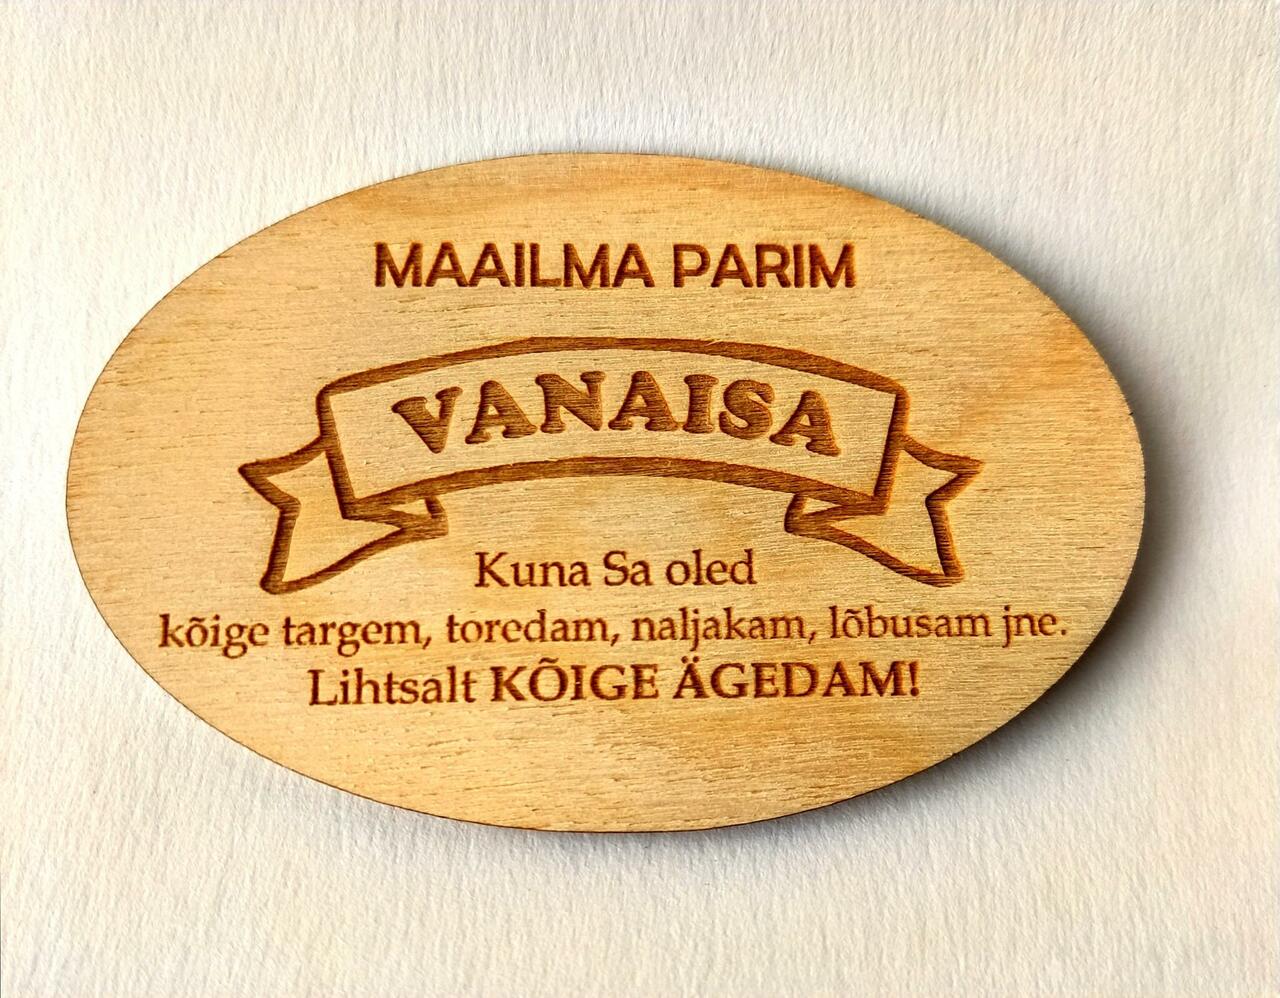 MAAILMA PARIM
VANAISA
Kuna Sa oled
kõige targem, toredam, naljakam, lõbusam jne.
Lihtsalt KÕIGE ÄGEDAM!